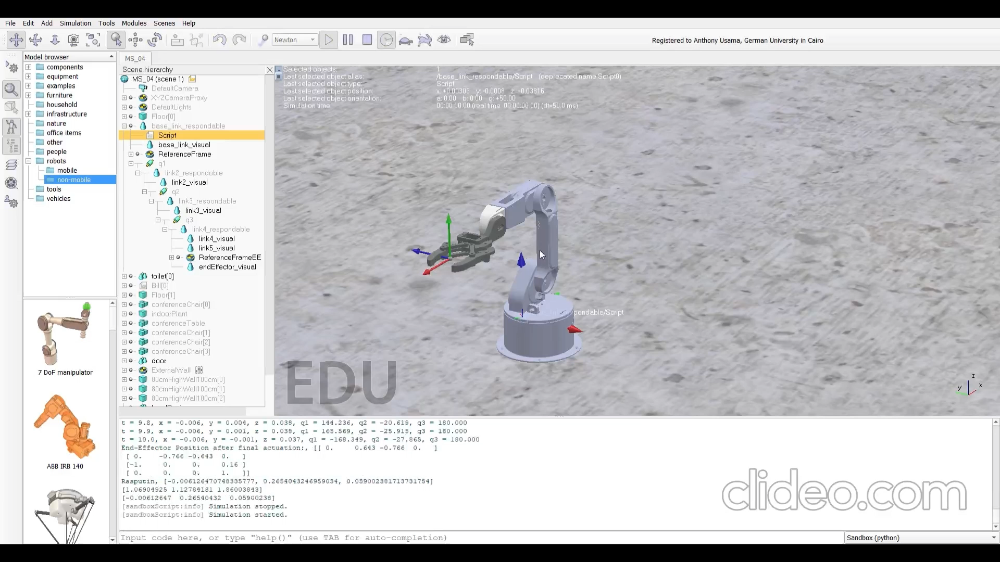 File Edit Add Simulation Tools Modules Scenes Help
Newton
Registered to Anthony Usama, German University in Cairo
Model browser
components
equipment
examples
furniture
household
infrastructure
nature
office items
other
people
robots
mobile
non-mobile
tools
vehicles
7 DoF manipulator
ABB IRB 140
MS_04
Scene hierarchy
MS_04 (scene 1)
DefaultCamera
XYZCameraProxy
DefaultLights
Floor[0]
base_link_respondable
Script
base_link_visual
ReferenceFrame
q1
link2_respondable
link2_visual
q2
link3_respondable
link3_visual
q3
link4_respondable
link4_visual
link5_visual
ReferenceFrameEE
endEffector_visual
toilet[0]
Bill[0]
Floor[1]
conferenceChair[0]
indoorPlant
conferenceTable
conferenceChair[1]
conferenceChair[2]
conferenceChair[3]
door
ExternalWall
80cmHighWall100cm[0]
80cmHighWall100cm[1]
80cmHighWall100cm[2]
Selected objects: 1
Last selected object alias: /base_link_respondable/Script (deprecated name:Script0)
Last selected object type: Script
Last selected object position: x: +0.00303 y: -0.0008 z: +0.03816
Last selected object orientation: a: 0.00 b: 0.00 g: +50.00
Simulation time: 00:00:00.00 (real time: 00:00:00.00) (dt=50.0 ms)
pondable/Script
EDU
z
y
x
t = 9.8, x = -0.006, y = 0.004, z = 0.038, q1 = 144.236, q2 = -20.619, q3 = 180.000
t = 9.9, x = -0.006, y = 0.001, z = 0.038, q1 = 165.569, q2 = -25.915, q3 = 180.000
t = 10.0, x = -0.006, y = -0.001, z = 0.037, q1 = -168.349, q2 = -27.865, q3 = 180.000
End-Effector Position after final actuation:, [[ 0. 0.643 -0.766 0. ]
[ 0. -0.766 -0.643 0. ]
[-1. 0. 0. 0.16 ]
[ 0. 0. 0. 1. ]]
Rasputin, [-0.006126470748335777, 0.2654043246959034, 0.059002381713731754]
[1.06904925 1.12784131 1.86003843]
[-0.00612647 0.26540432 0.05900238]
[sandboxScript:info] Simulation stopped.
[sandboxScript:info] Simulation started.
Input code here, or type "help()" (use TAB for auto-completion)
Sandbox (python)
clideo.com